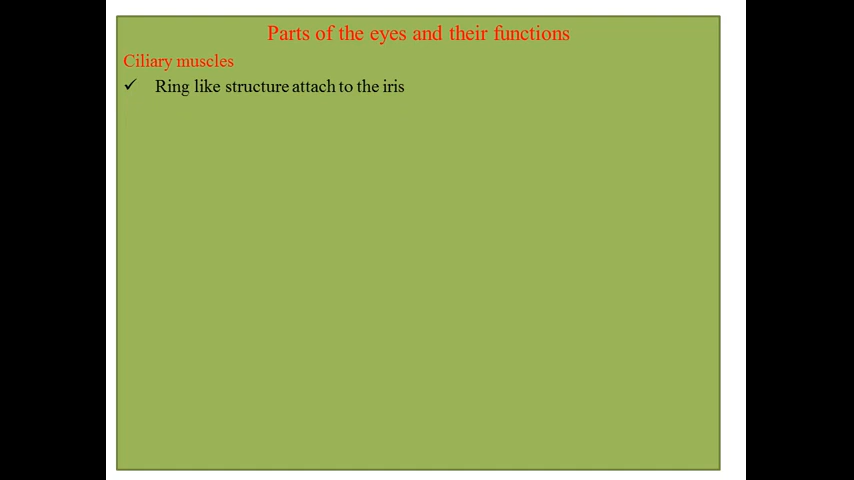 Parts of the eyes and their functions
Ciliary muscles
✓ Ring like structure attach to the iris